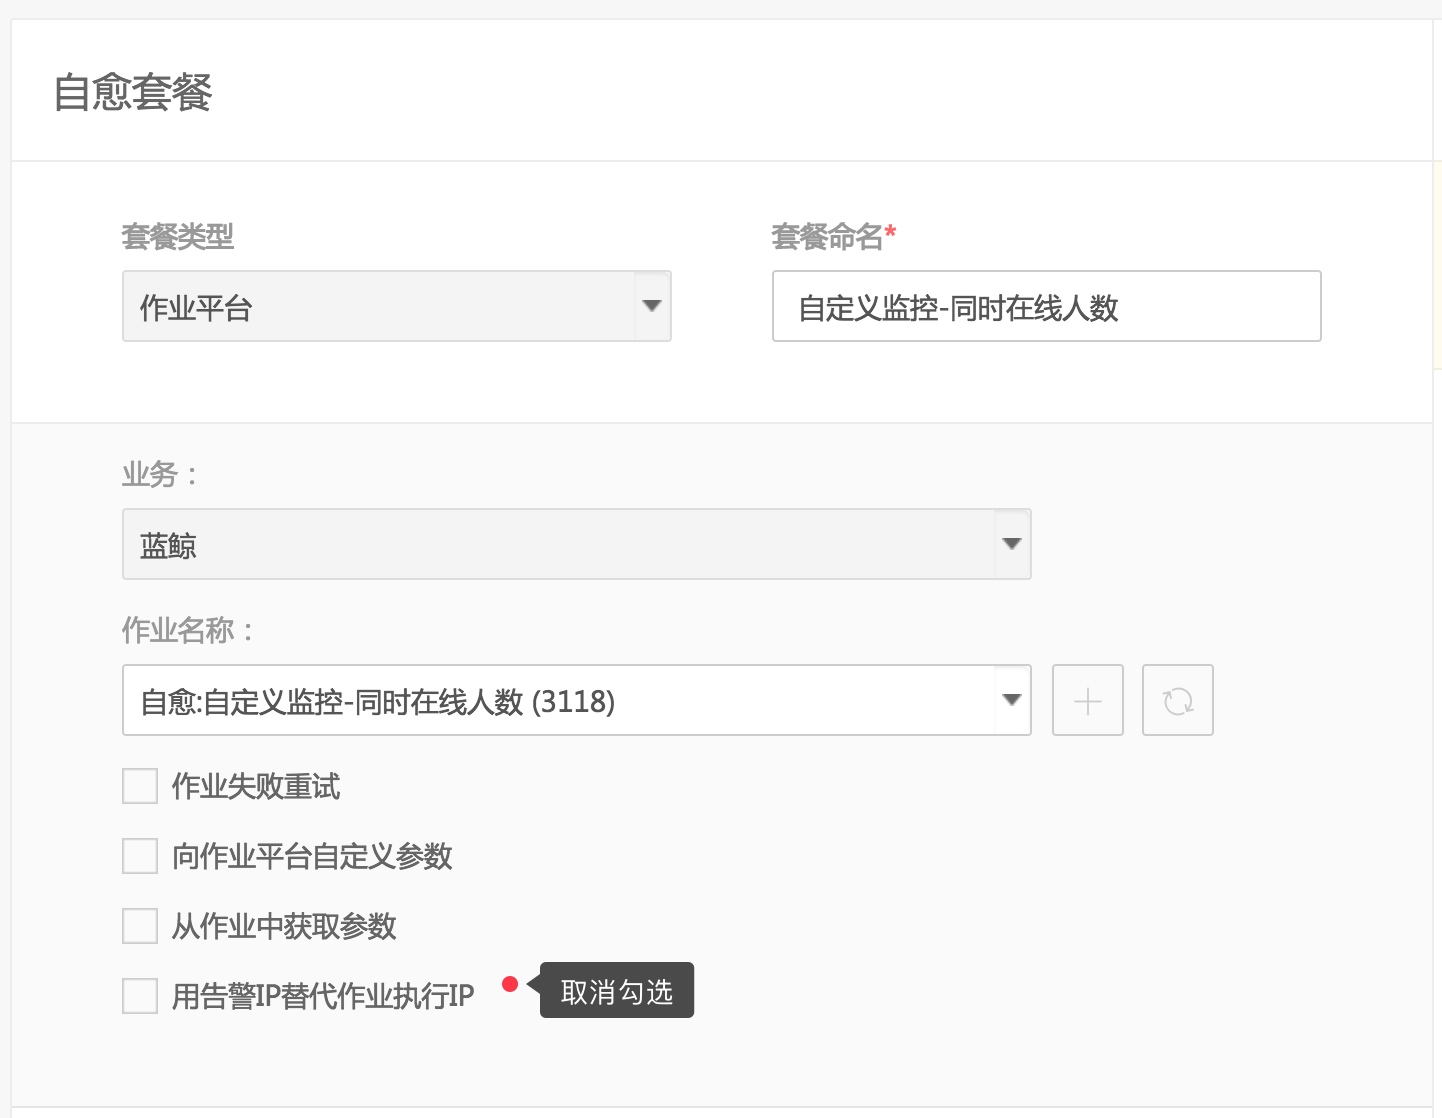 自愈套餐
套餐类型
套餐命名*
作业平台
自定义监控-同时在线人数
业务：
蓝鲸
作业名称：
自愈:自定义监控-同时在线人数 (3118)
作业失败重试
向作业平台自定义参数
从作业中获取参数
用告警IP替代作业执行IP
取消勾选